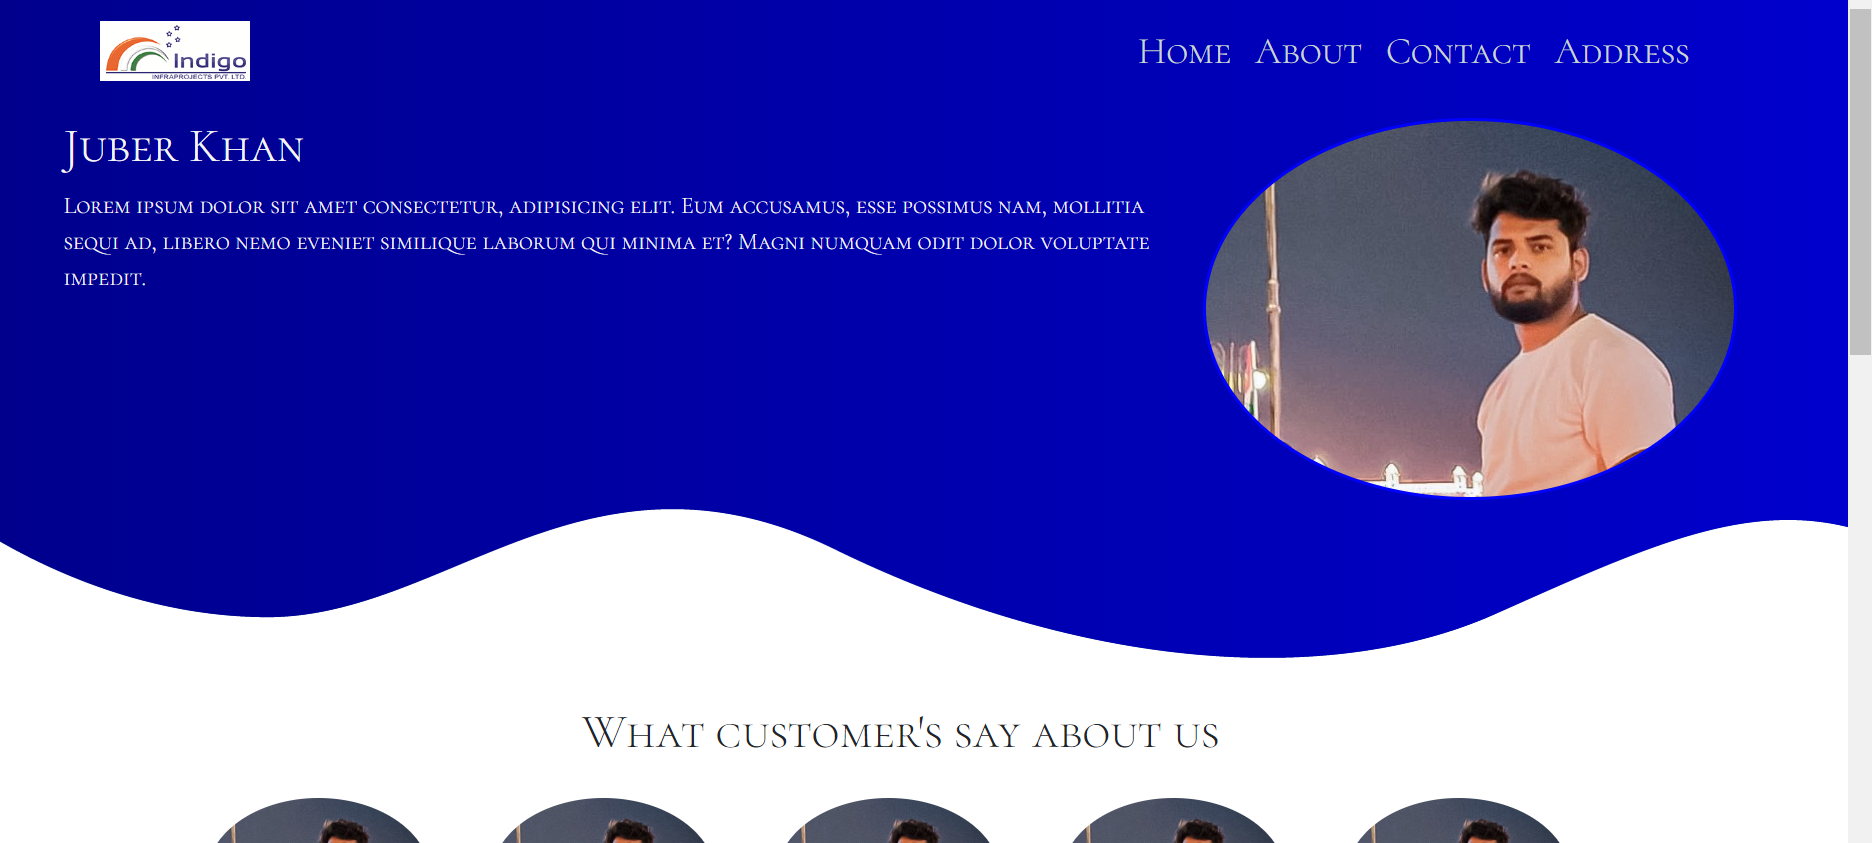 Indigo
INFRAPROJECTS PVT. LTD.
Home About Contact Address
Juber Khan
Lorem ipsum dolor sit amet consectetur, adipisicing elit. Eum accusamus, esse possimus nam, mollitia
sequi ad, libero nemo eveniet similique laborum qui minima et? Magni numquam odit dolor voluptate
impedit.
What customer's say about us